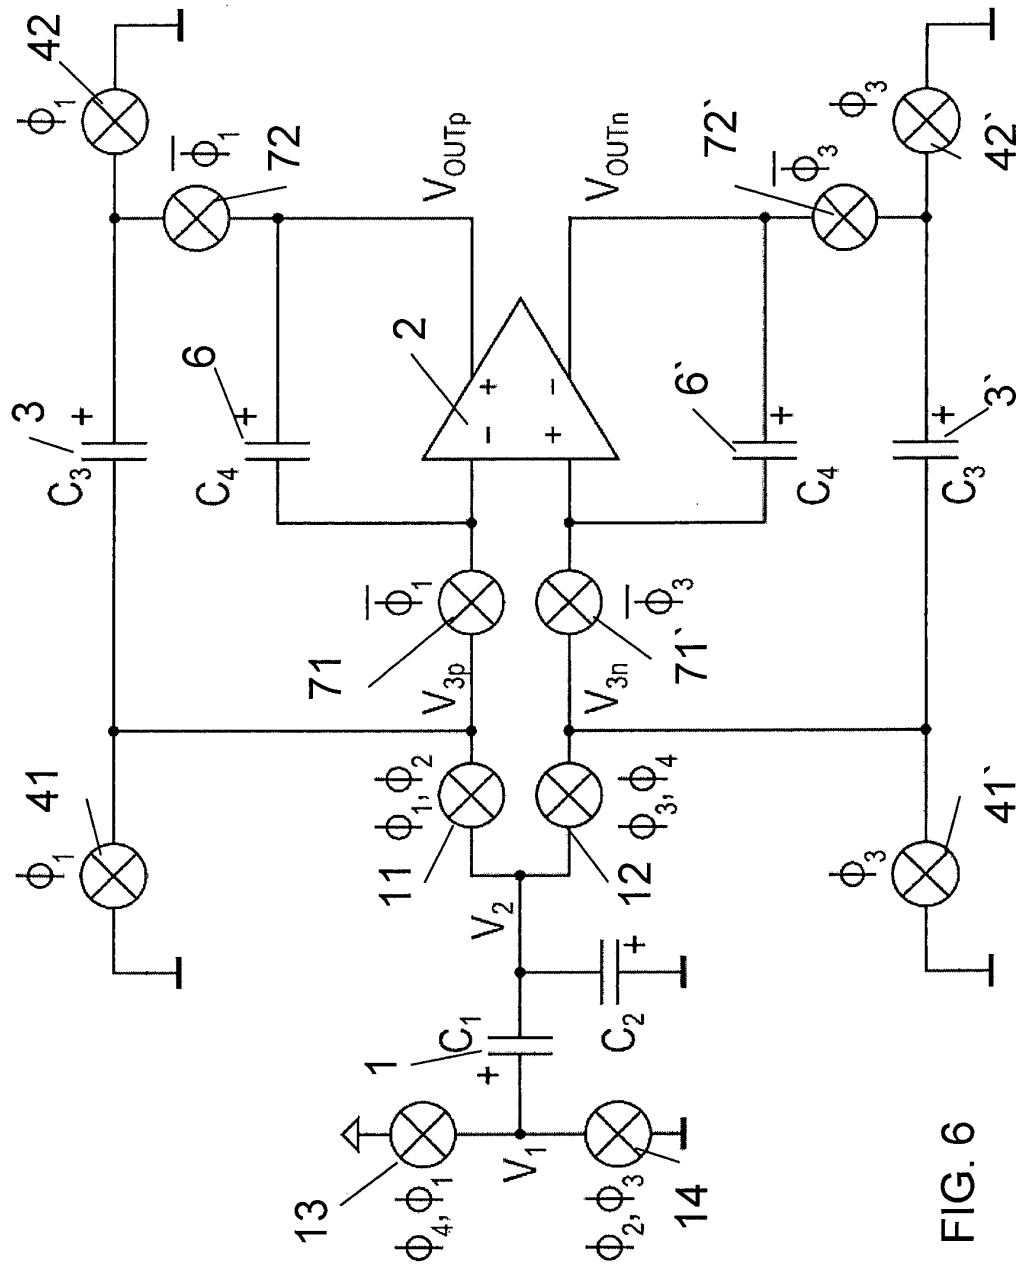 42
ϕ1
ϕ̅1
72
3
+
C3
6
+
C4
ϕ1
41
VOUTp
VOUTn
2
− +
+ −
ϕ̅1
71
V3p
V3n
ϕ̅3
71`
ϕ1, ϕ2
11
ϕ3, ϕ4
12
V2
1
C1
+
C2
+
V1
13
ϕ4, ϕ1
ϕ2, ϕ3
14
72`
ϕ̅3
ϕ3
42`
6`
+
C4
3`
+
C3
ϕ3
41`
FIG. 6